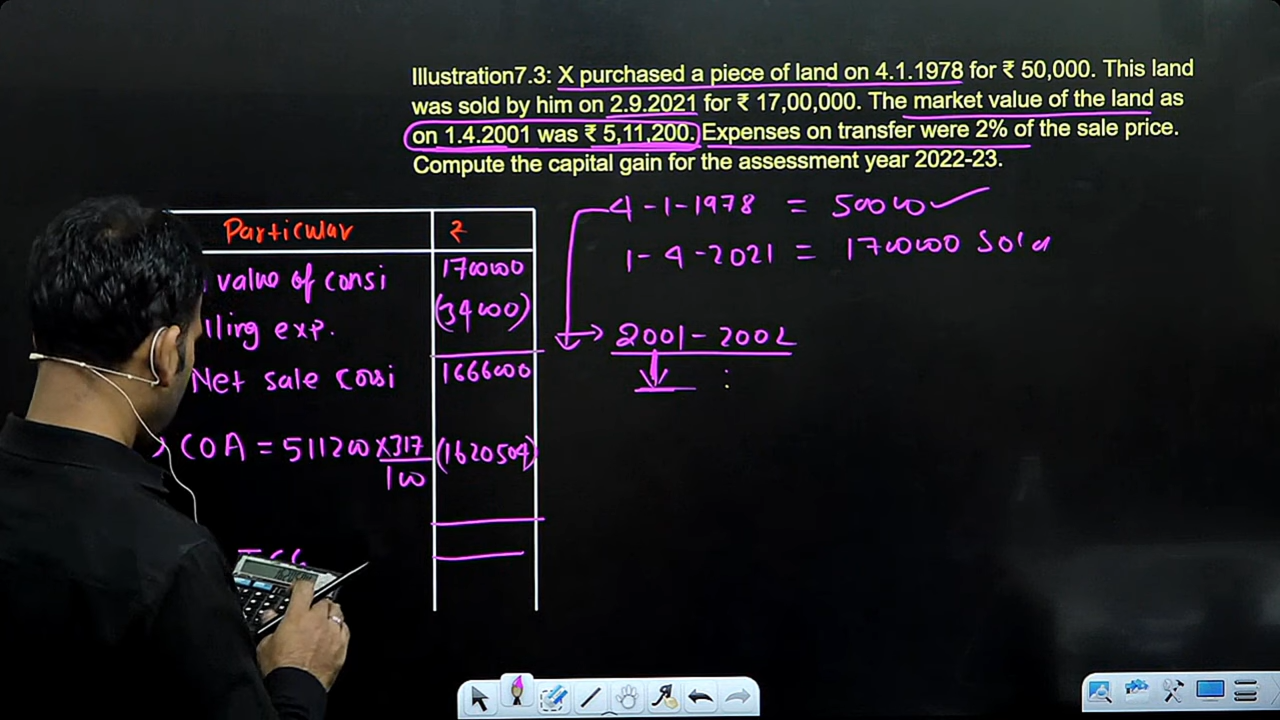 Illustration7.3: X purchased a piece of land on 4.1.1978 for ₹ 50,000. This land
was sold by him on 2.9.2021 for ₹ 17,00,000. The market value of the land as
on 1.4.2001 was ₹ 5,11,200. Expenses on transfer were 2% of the sale price.
Compute the capital gain for the assessment year 2022-23.
4-1-1978 = 50000
1-4-2021 = 1700000 Sold
2001-2002
:
Particular ₹
value of consi 1700000
lling exp. (34000)
Net sale consi 1666000
COA = 511200 × 317/100 (1620504)